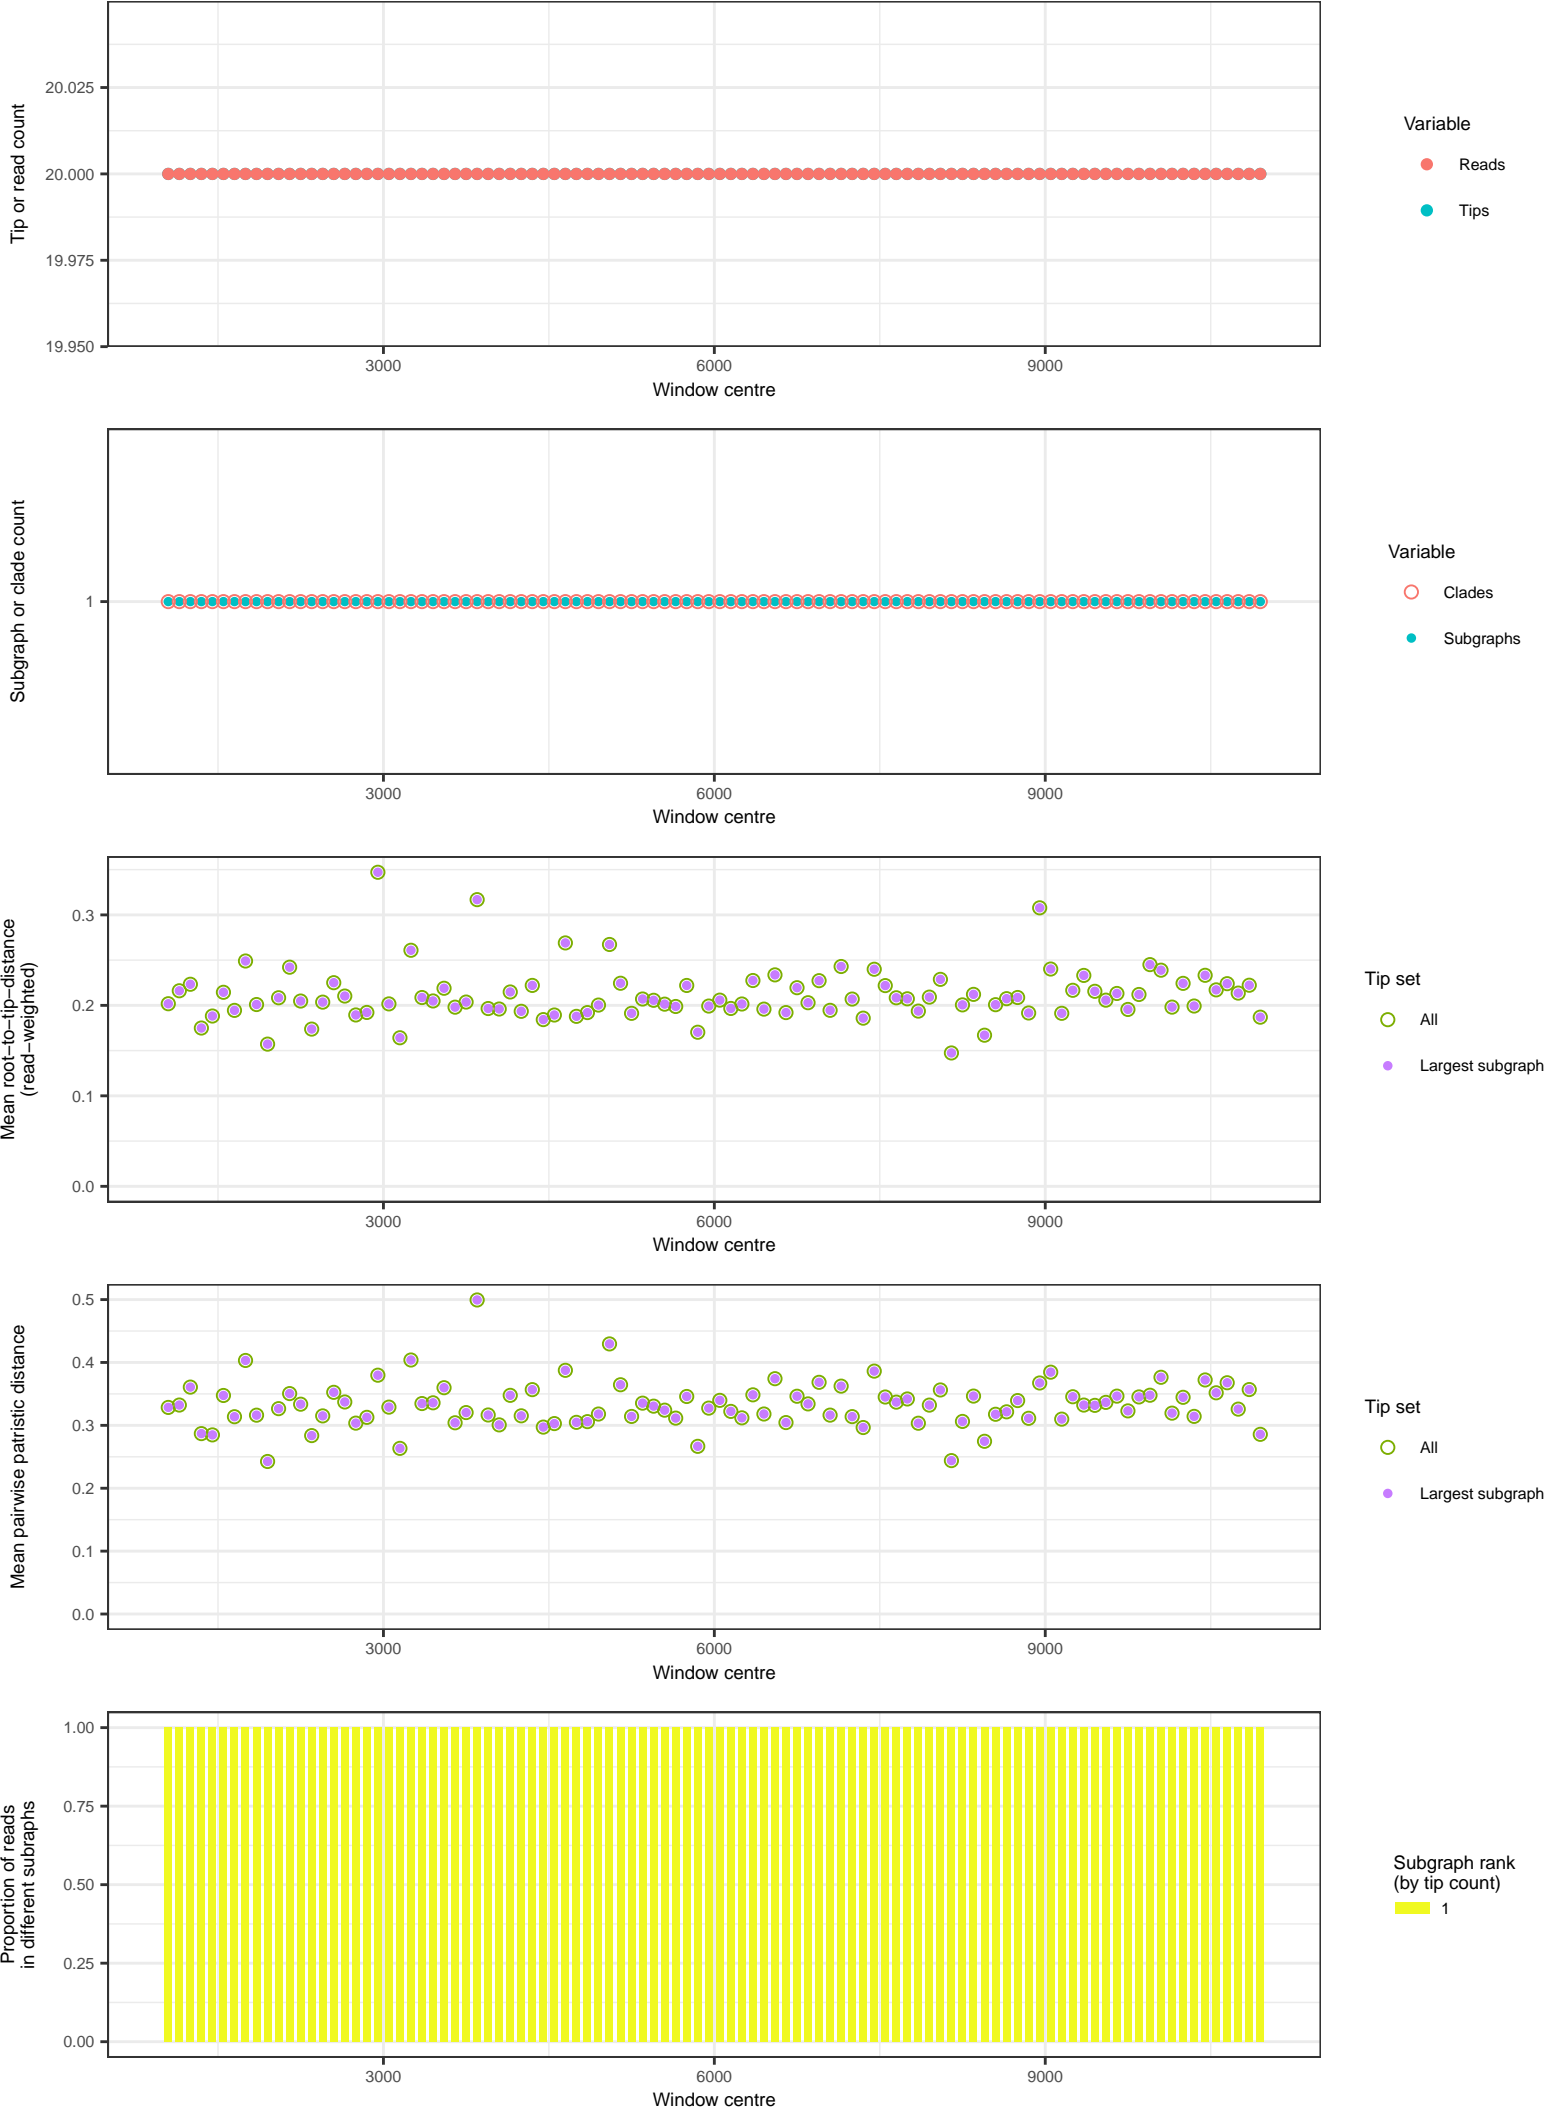 Tip or read count
20.025
20.000
19.975
19.950
3000
6000
9000
Window centre
Variable
Reads
Tips
Subgraph or clade count
1
3000
6000
9000
Window centre
Variable
Clades
Subgraphs
Mean root−to−tip−distance
(read−weighted)
0.3
0.2
0.1
0.0
3000
6000
9000
Window centre
Tip set
All
Largest subgraph
Mean pairwise patristic distance
0.5
0.4
0.3
0.2
0.1
0.0
3000
6000
9000
Window centre
Tip set
All
Largest subgraph
Proportion of reads
in different subraphs
1.00
0.75
0.50
0.25
0.00
3000
6000
9000
Window centre
Subgraph rank
(by tip count)
1